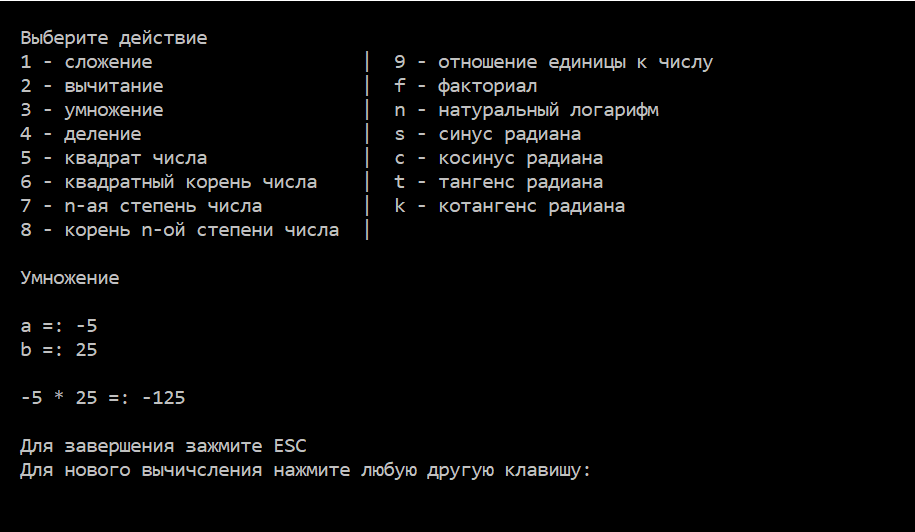 Выберите действие
1 - сложение | 9 - отношение единицы к числу
2 - вычитание | f - факториал
3 - умножение | n - натуральный логарифм
4 - деление | s - синус радиана
5 - квадрат числа | c - косинус радиана
6 - квадратный корень числа | t - тангенс радиана
7 - n-ая степень числа | k - котангенс радиана
8 - корень n-ой степени числа |
Умножение
a =: -5
b =: 25
-5 * 25 =: -125
Для завершения зажмите ESC
Для нового вычичсления нажмите любую другую клавишу: